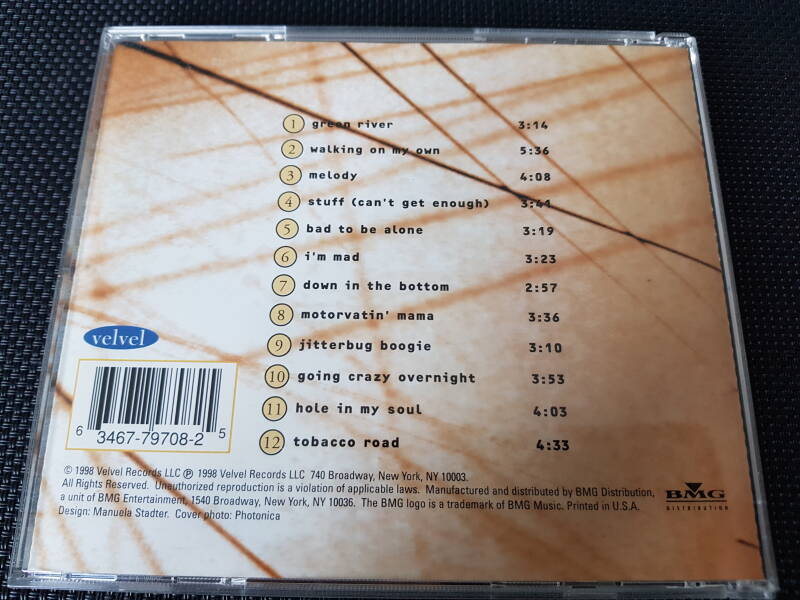 1 green river 3:14
2 walking on my own 5:36
3 melody 4:08
4 stuff (can't get enough) 3:41
5 bad to be alone 3:19
6 i'm mad 3:23
7 down in the bottom 2:57
8 motorvatin' mama 3:36
9 jitterbug boogie 3:10
10 going crazy overnight 3:53
11 hole in my soul 4:03
12 tobacco road 4:33
velvel
6 3467-79708-2 5
© 1998 Velvel Records LLC ℗ 1998 Velvel Records LLC 740 Broadway, New York, NY 10003.
All Rights Reserved. Unauthorized reproduction is a violation of applicable laws. Manufactured and distributed by BMG Distribution,
a unit of BMG Entertainment, 1540 Broadway, New York, NY 10036. The BMG logo is a trademark of BMG Music. Printed in U.S.A.
Design: Manuela Stadter. Cover photo: Photonica
BMG
DISTRIBUTION